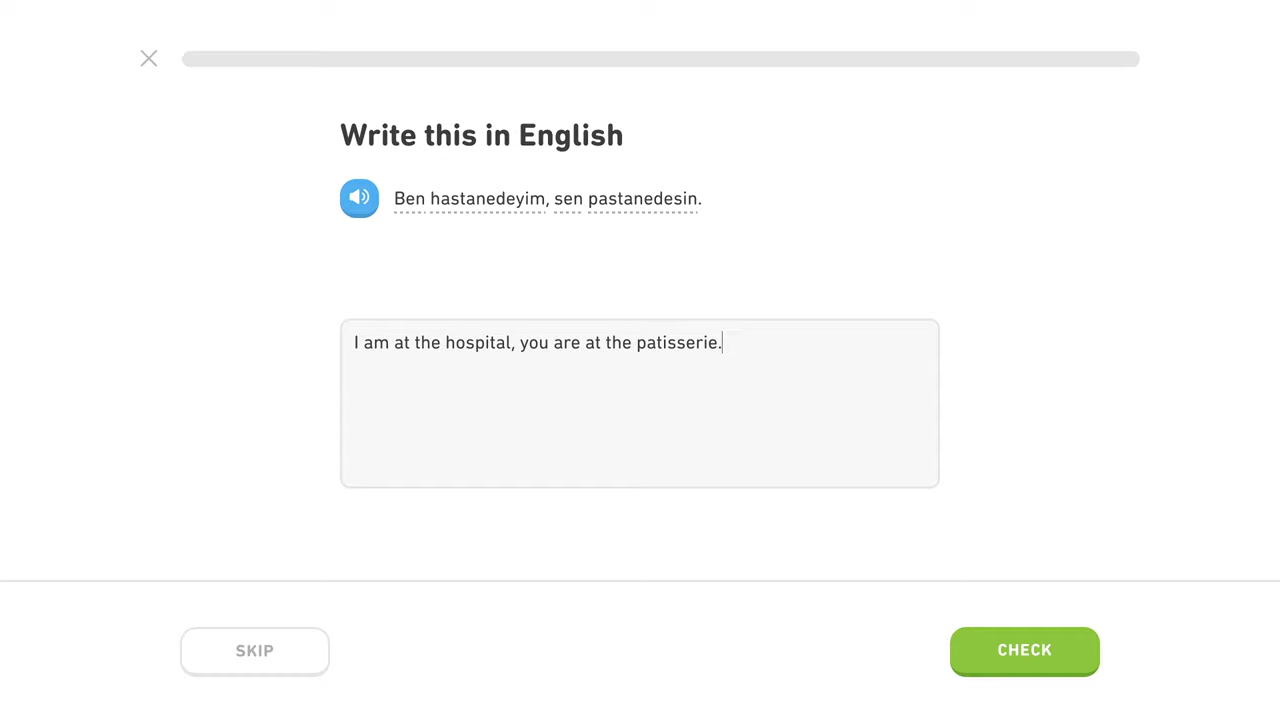 Write this in English
Ben hastanedeyim, sen pastanedesin.
I am at the hospital, you are at the patisserie.
SKIP
CHECK